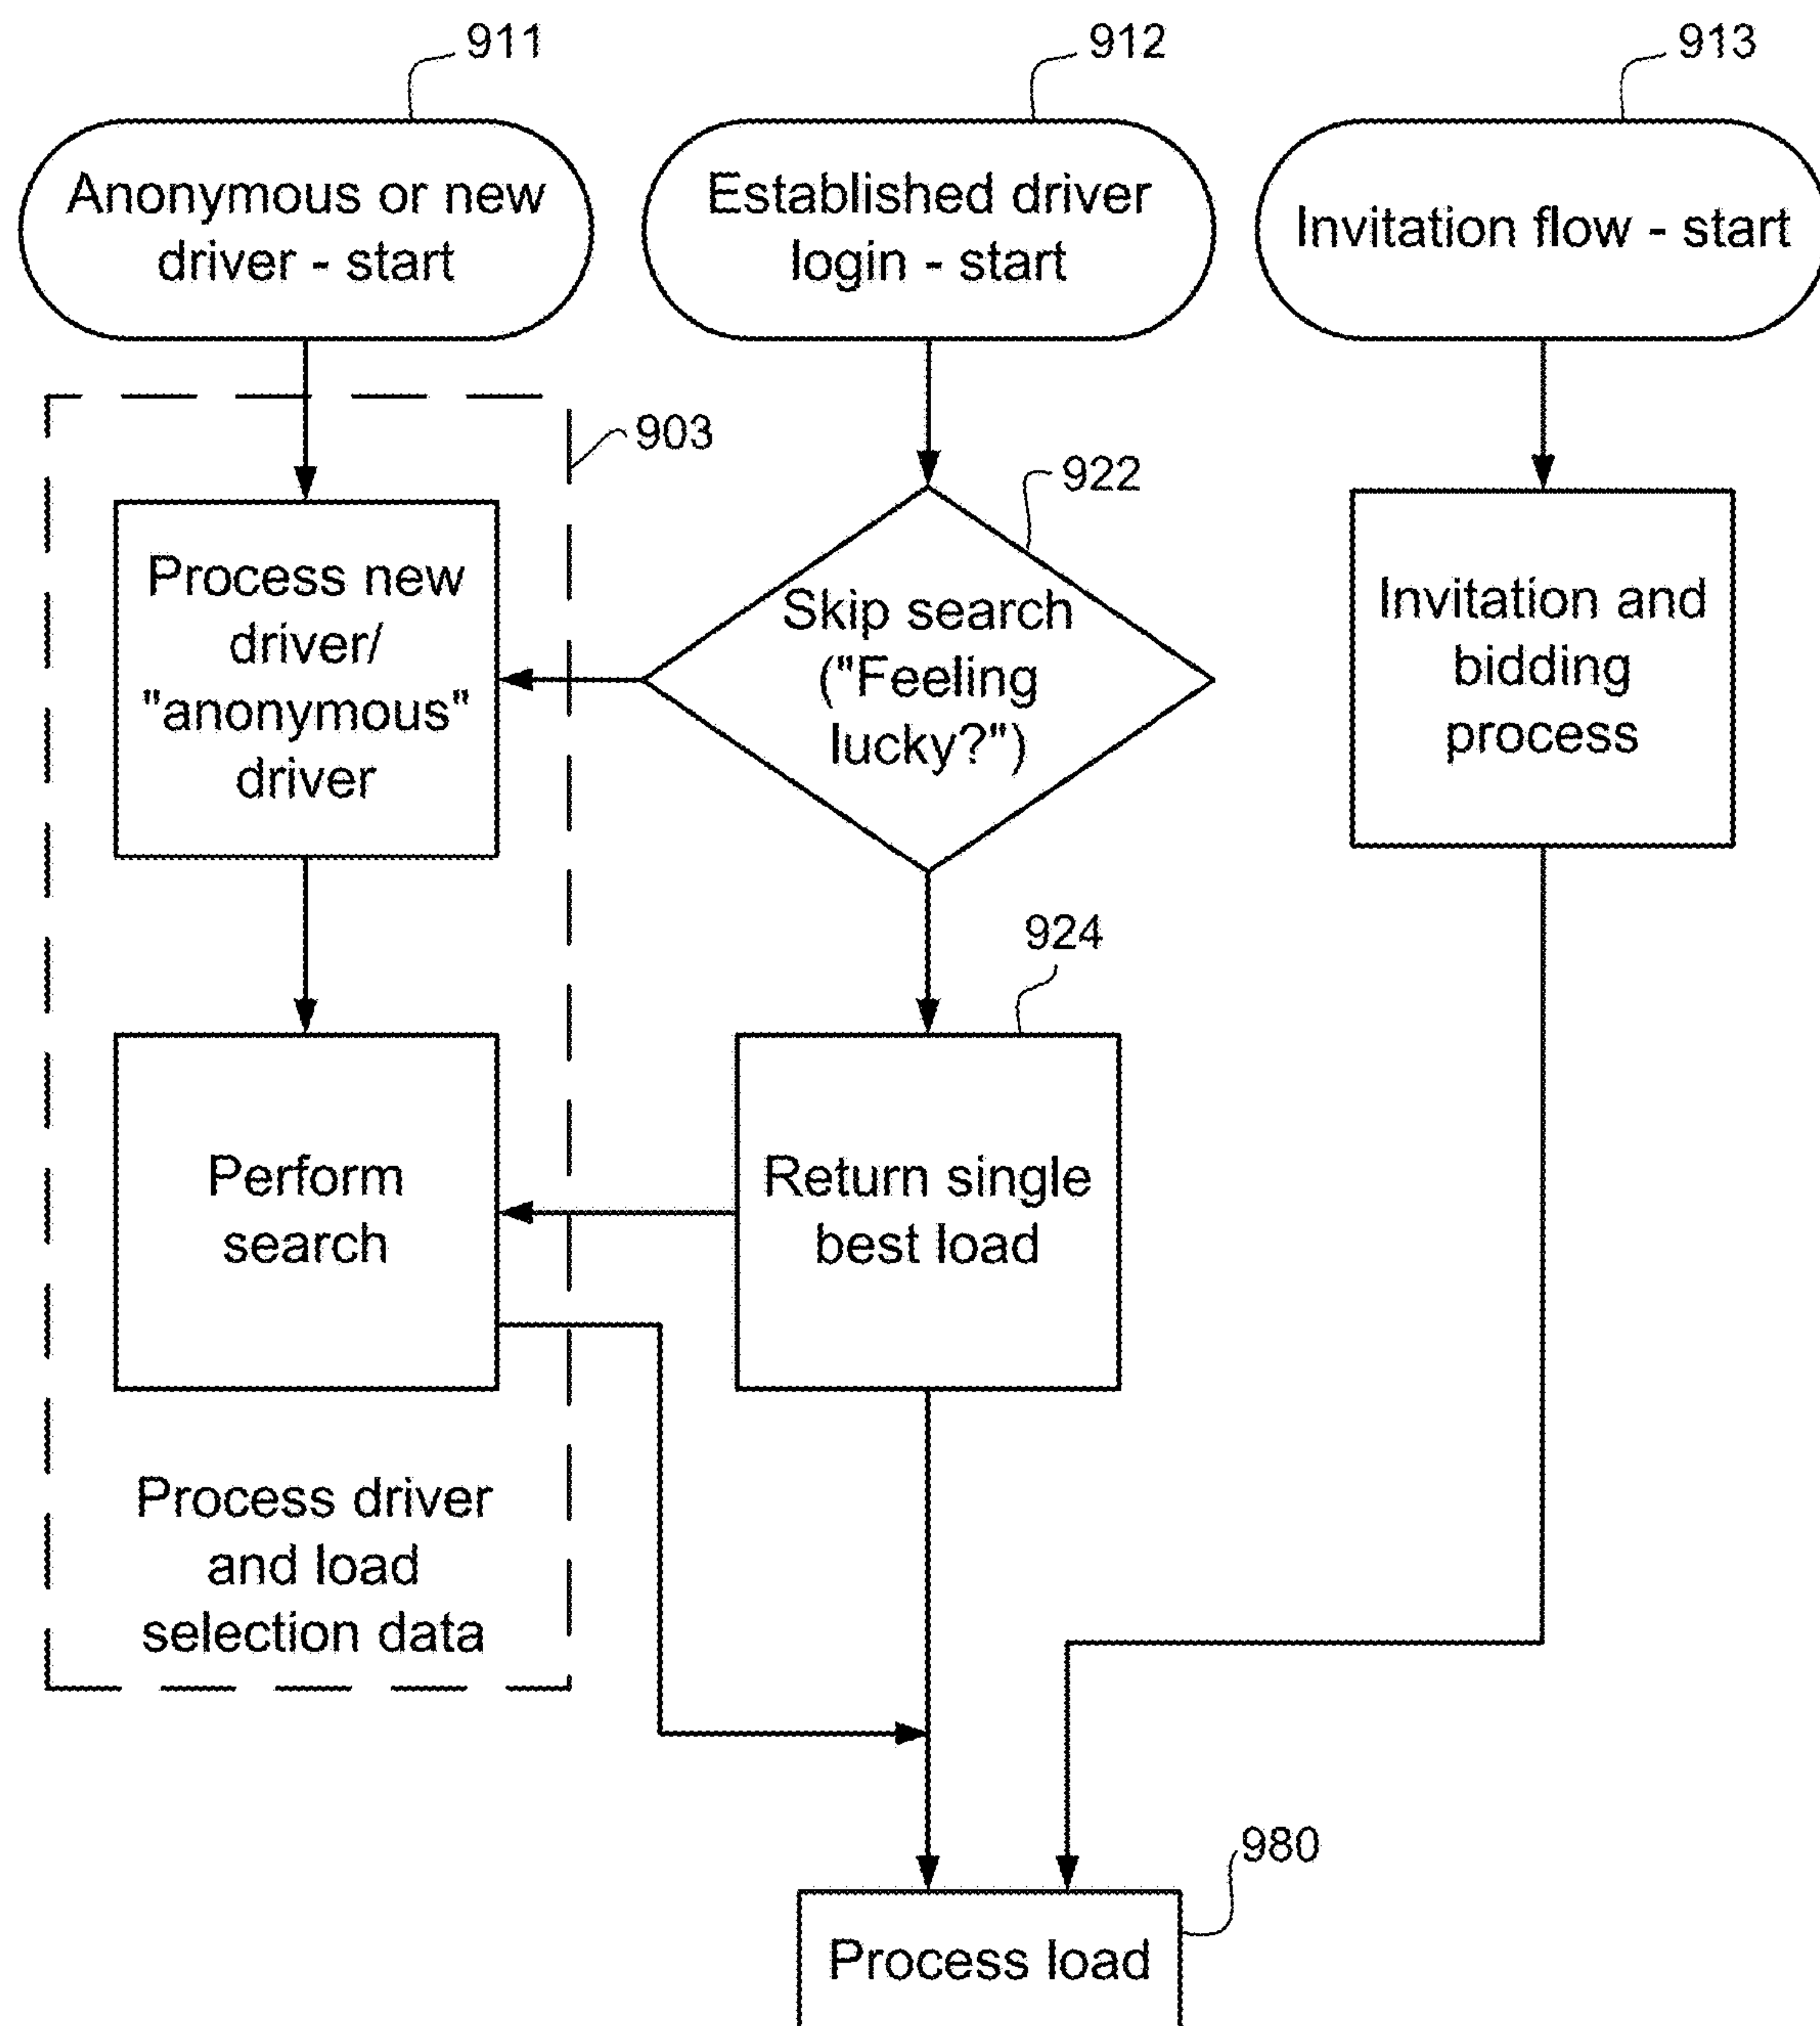 911
912
913
Anonymous or new
driver - start
Established driver
login - start
Invitation flow - start
903
922
Process new
driver/
"anonymous"
driver
Skip search
("Feeling
lucky?")
Invitation and
bidding
process
924
Perform
search
Return single
best load
Process driver
and load
selection data
980
Process load